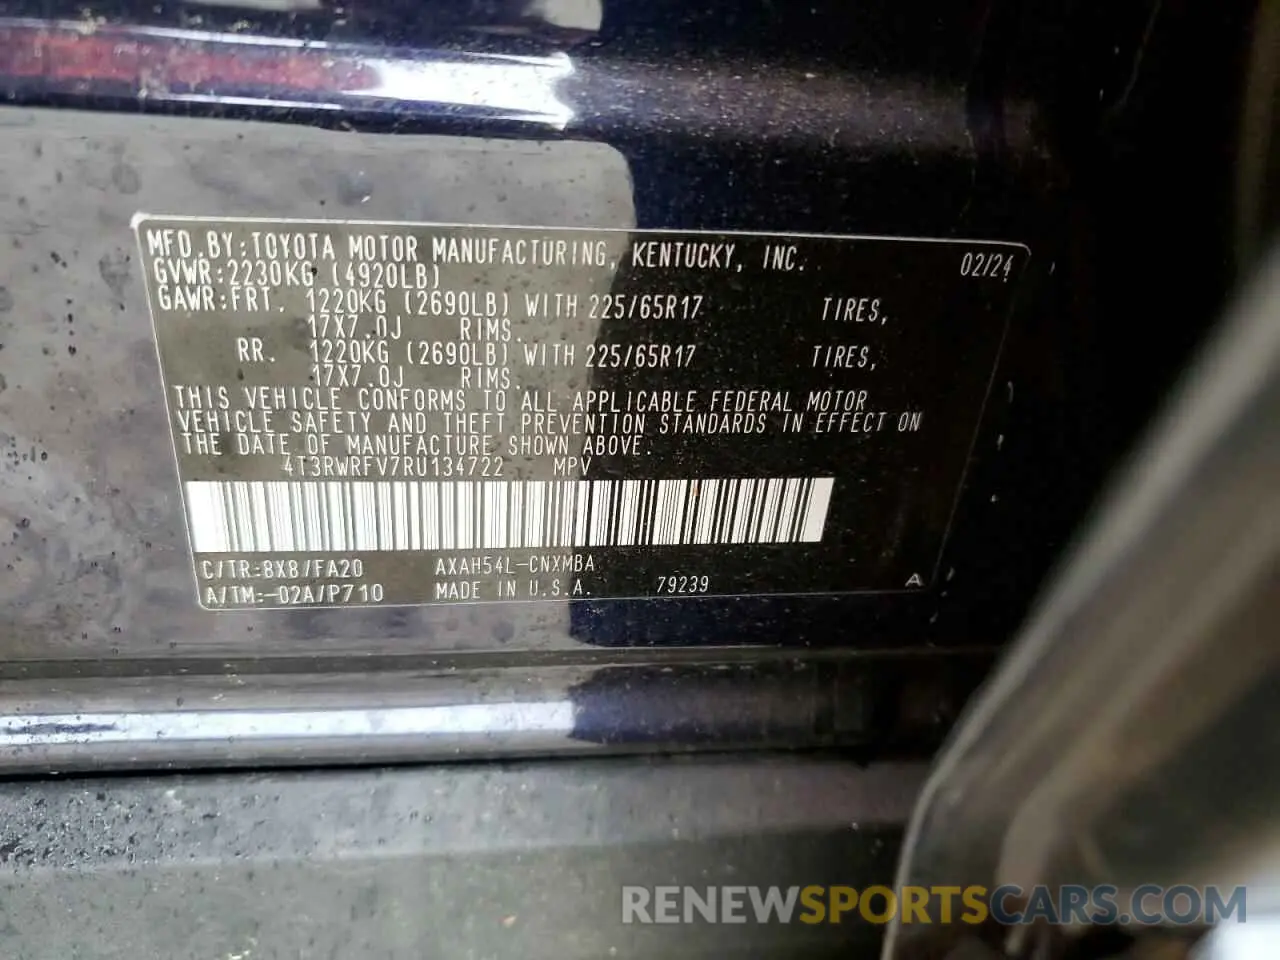 MFD.BY:TOYOTA MOTOR MANUFACTURING, KENTUCKY, INC. 02/24
GVWR:2230KG (4920LB)
GAWR:FRT. 1220KG (2690LB) WITH 225/65R17 TIRES,
17X7.0J RIMS.
RR. 1220KG (2690LB) WITH 225/65R17 TIRES,
17X7.0J RIMS.
THIS VEHICLE CONFORMS TO ALL APPLICABLE FEDERAL MOTOR
VEHICLE SAFETY AND THEFT PREVENTION STANDARDS IN EFFECT ON
THE DATE OF MANUFACTURE SHOWN ABOVE.
4T3RWRFV7RU134722 MPV
C/TR:8X8/FA20 AXAH54L-CNXMBA
A/TM:-02A/P710 MADE IN U.S.A. 79239 A
RENEWSPORTSCARS.COM